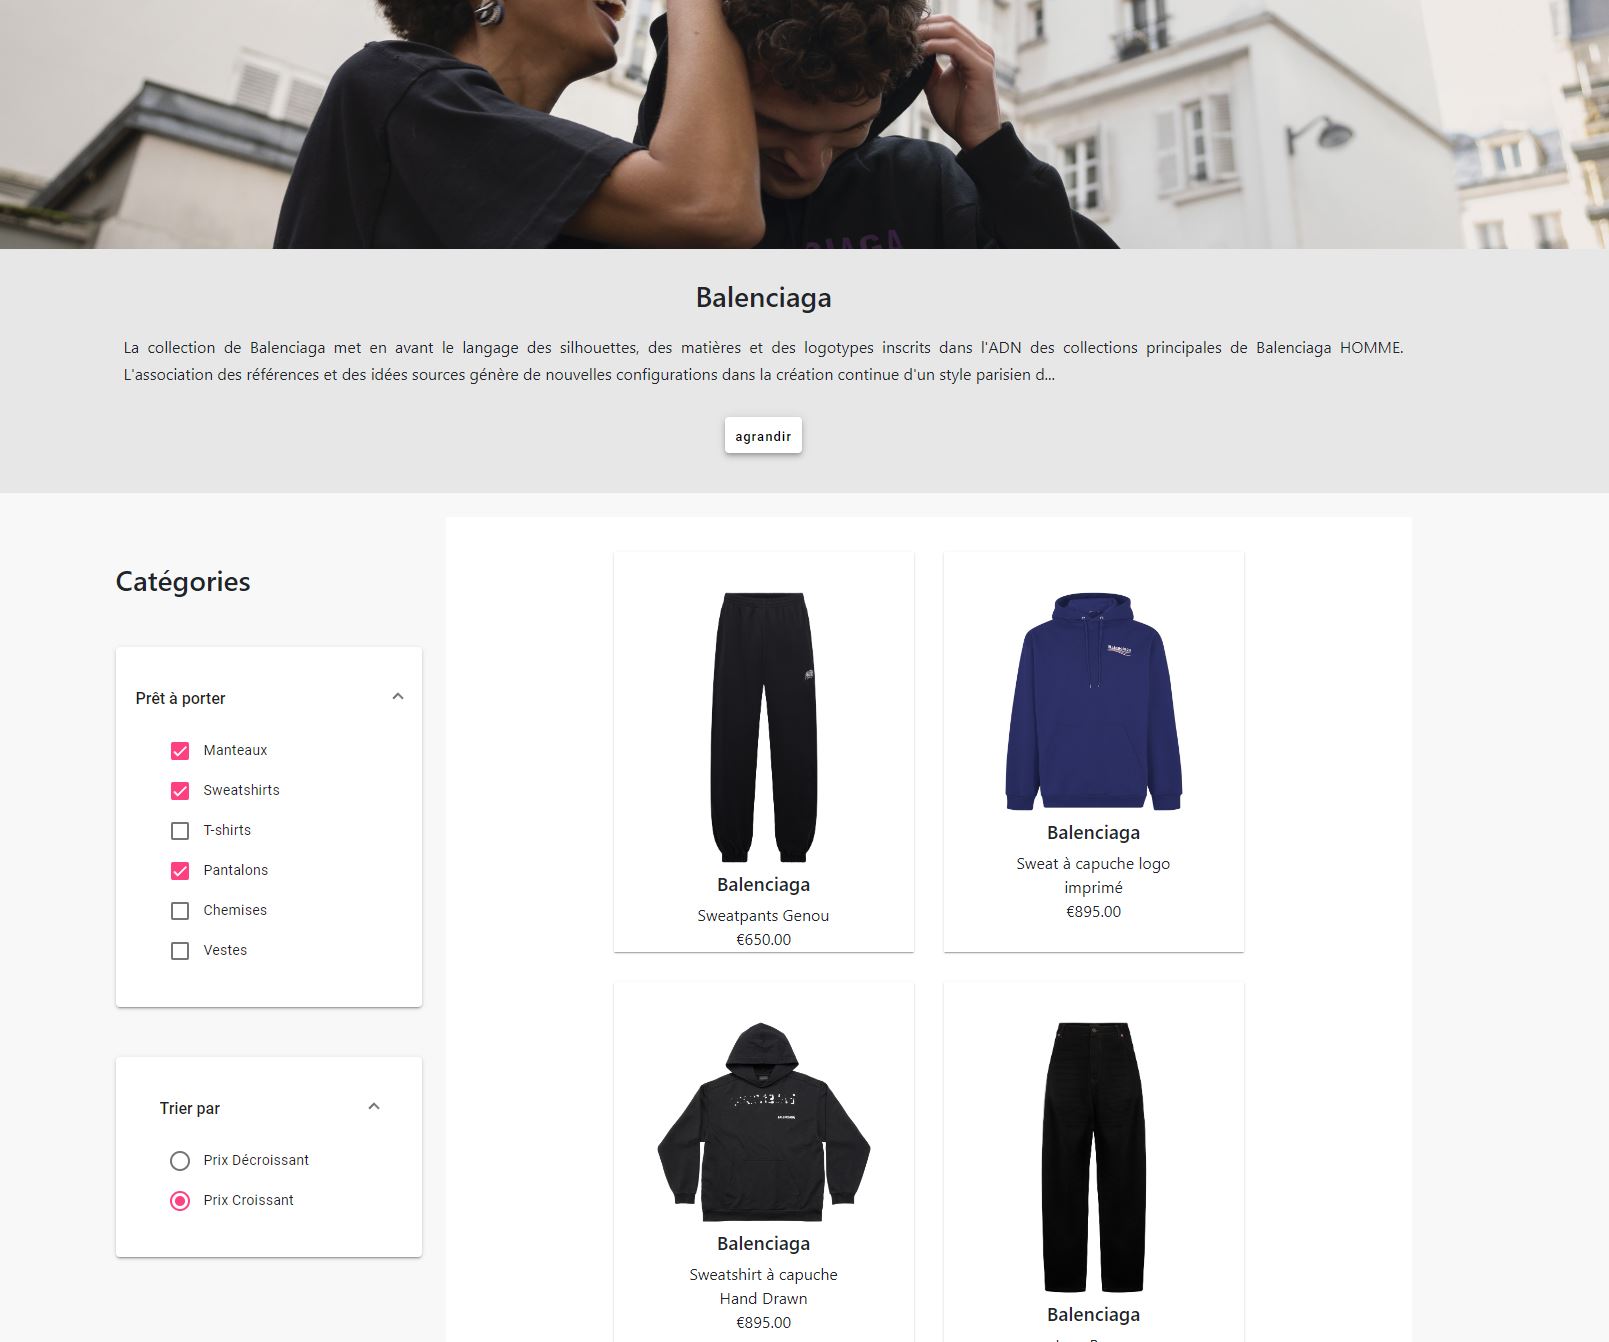 Balenciaga
La collection de Balenciaga met en avant le langage des silhouettes, des matières et des logotypes inscrits dans l'ADN des collections principales de Balenciaga HOMME.
L'association des références et des idées sources génère de nouvelles configurations dans la création continue d'un style parisien d...
agrandir
Catégories
Prêt à porter
Manteaux
Sweatshirts
T-shirts
Pantalons
Chemises
Vestes
Trier par
Prix Décroissant
Prix Croissant
Balenciaga
Sweatpants Genou
€650.00
Balenciaga
Sweat à capuche logo
imprimé
€895.00
Balenciaga
Sweatshirt à capuche
Hand Drawn
€895.00
Balenciaga